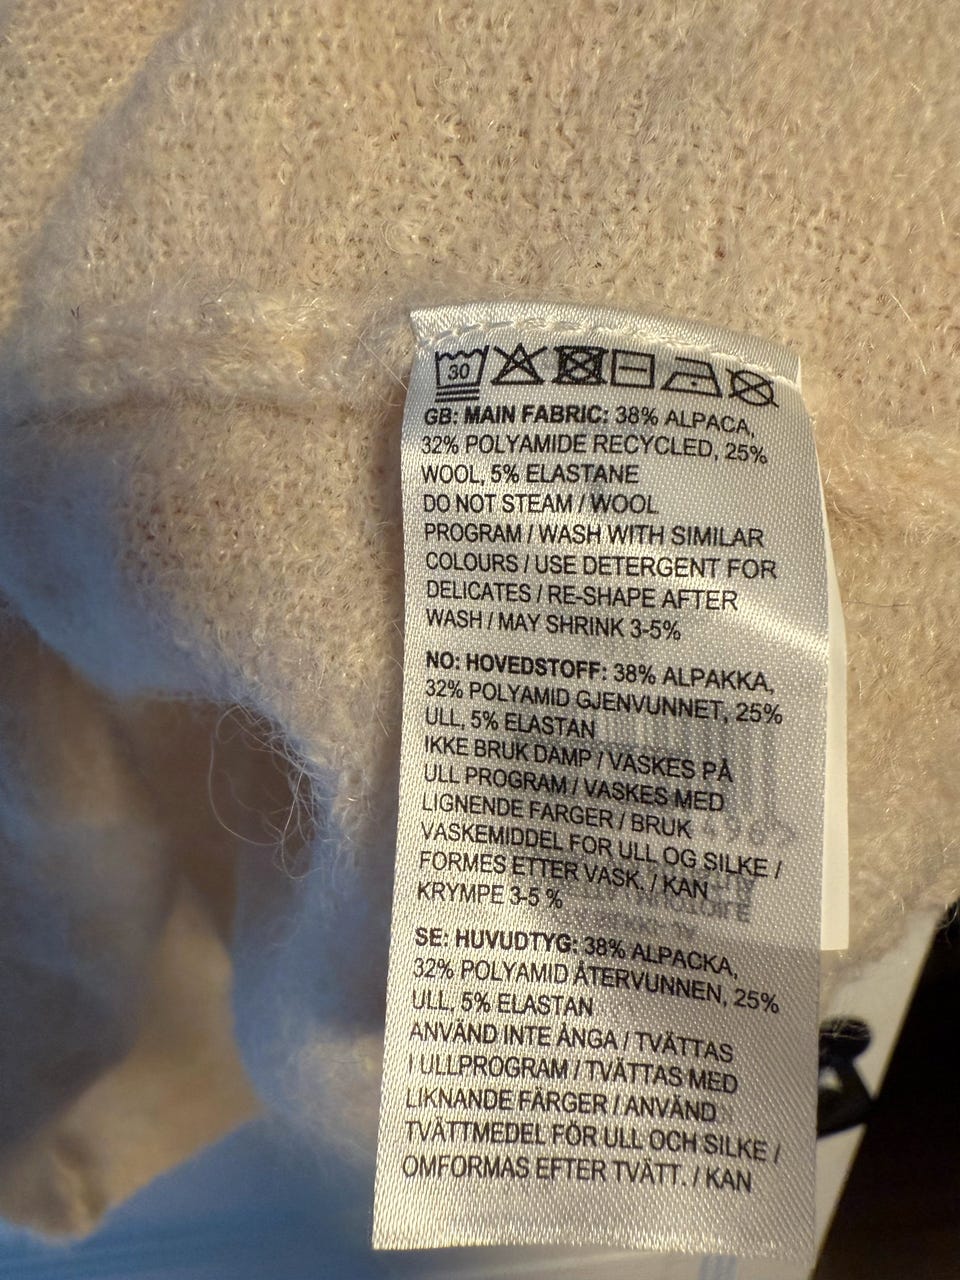 30
GB: MAIN FABRIC: 38% ALPACA,
32% POLYAMIDE RECYCLED, 25%
WOOL, 5% ELASTANE
DO NOT STEAM / WOOL
PROGRAM / WASH WITH SIMILAR
COLOURS / USE DETERGENT FOR
DELICATES / RE-SHAPE AFTER
WASH / MAY SHRINK 3-5%
NO: HOVEDSTOFF: 38% ALPAKKA,
32% POLYAMID GJENVUNNET, 25%
ULL, 5% ELASTAN
IKKE BRUK DAMP / VASKES PÅ
ULL PROGRAM / VASKES MED
LIGNENDE FARGER / BRUK
VASKEMIDDEL FOR ULL OG SILKE /
FORMES ETTER VASK. / KAN
KRYMPE 3-5 %
SE: HUVUDTYG: 38% ALPACKA,
32% POLYAMID ÅTERVUNNEN, 25%
ULL, 5% ELASTAN
ANVÄND INTE ÅNGA / TVÄTTAS
I ULLPROGRAM / TVÄTTAS MED
LIKNANDE FÄRGER / ANVÄND
TVÄTTMEDEL FÖR ULL OCH SILKE /
OMFORMAS EFTER TVÄTT. / KAN